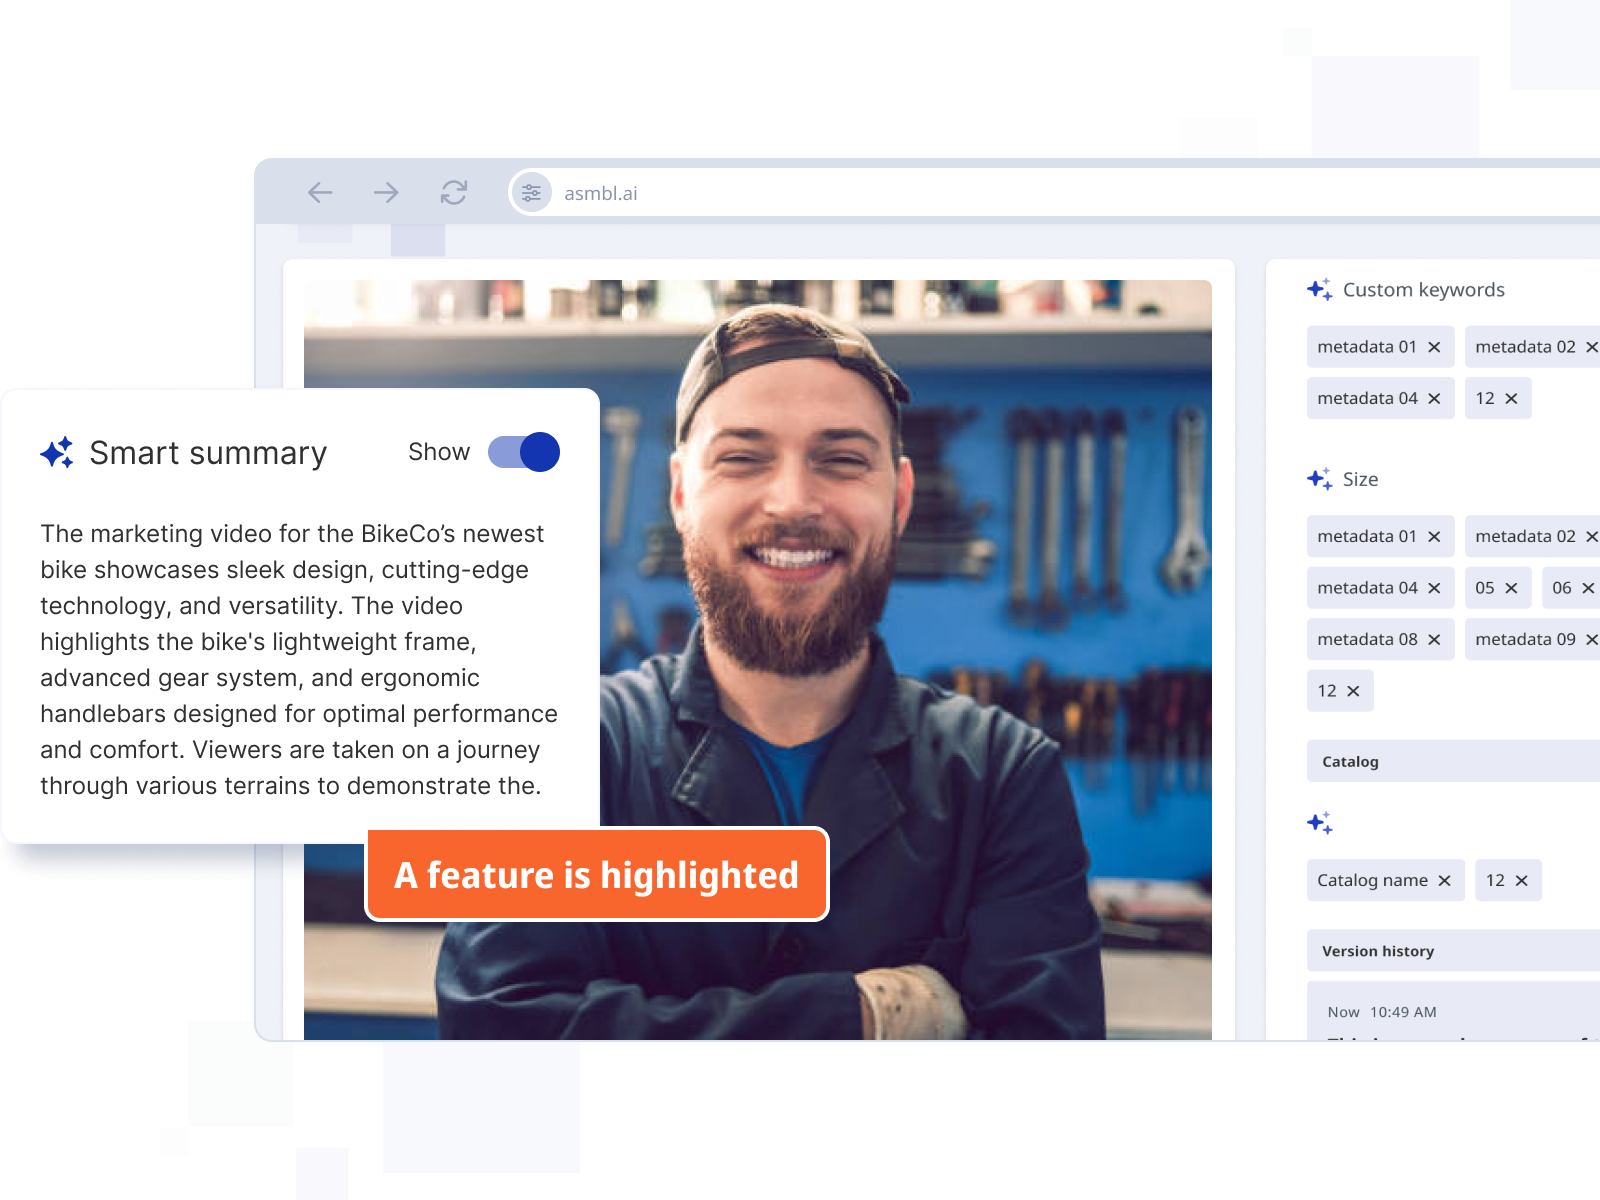 asmbl.ai
Smart summary
Show
The marketing video for the BikeCo’s newest
bike showcases sleek design, cutting-edge
technology, and versatility. The video
highlights the bike's lightweight frame,
advanced gear system, and ergonomic
handlebars designed for optimal performance
and comfort. Viewers are taken on a journey
through various terrains to demonstrate the.
A feature is highlighted
Custom keywords
metadata 01 × metadata 02 ×
metadata 04 × 12 ×
Size
metadata 01 × metadata 02 ×
metadata 04 × 05 × 06 ×
metadata 08 × metadata 09 ×
12 ×
Catalog
Catalog name × 12 ×
Version history
Now 10:49 AM